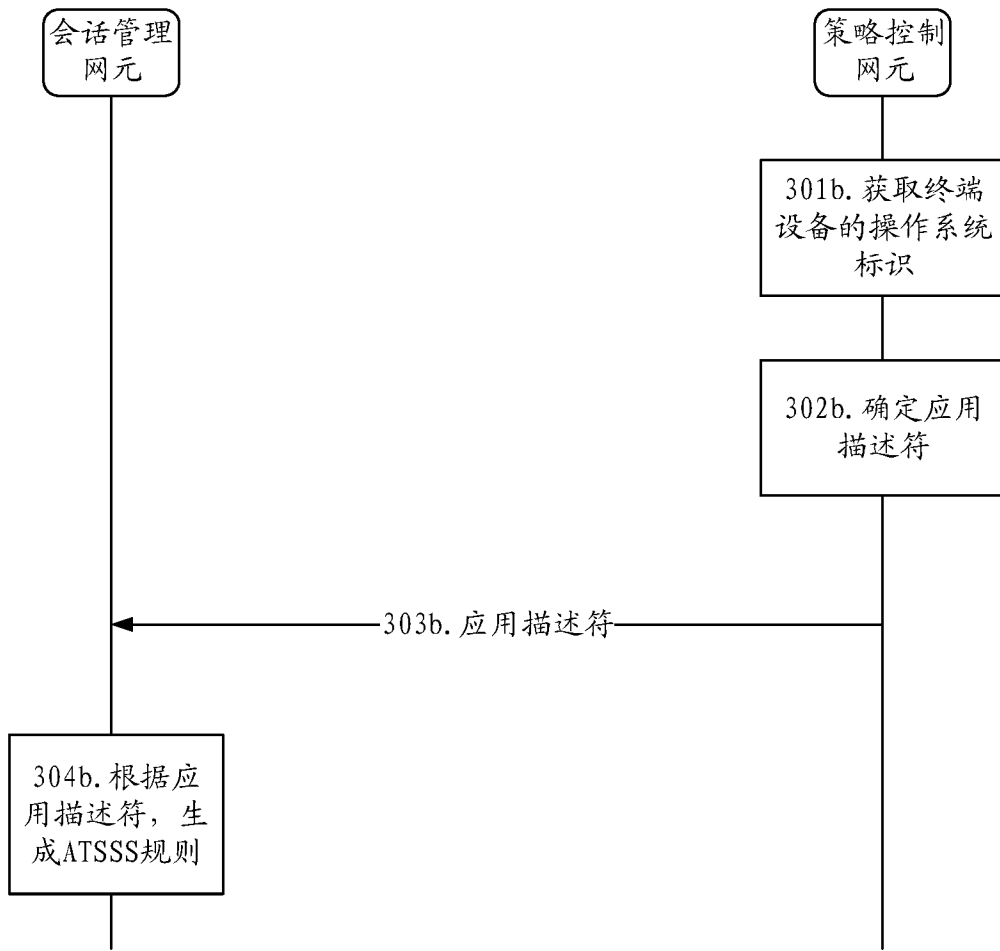 会话管理
网元
策略控制
网元
301b.获取终端
设备的操作系统
标识
302b.确定应用
描述符
303b.应用描述符
304b.根据应
用描述符，生
成ATSSS规则